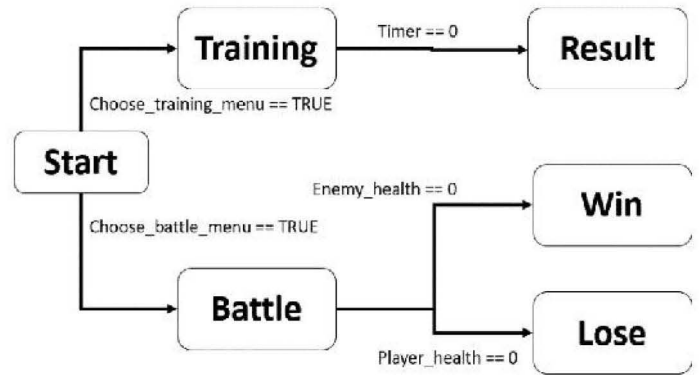 Training
Timer == 0
Result
Choose_training_menu == TRUE
Start
Enemy_health == 0
Win
Choose_battle_menu == TRUE
Battle
Lose
Player_health == 0